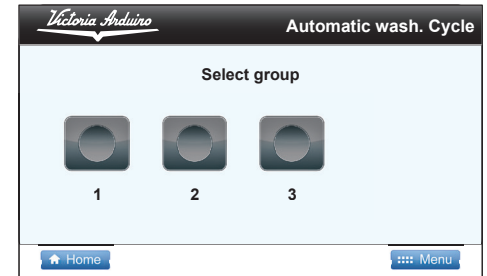 Victoria Arduino
Automatic wash. Cycle
Select group
1 2 3
Home Menu